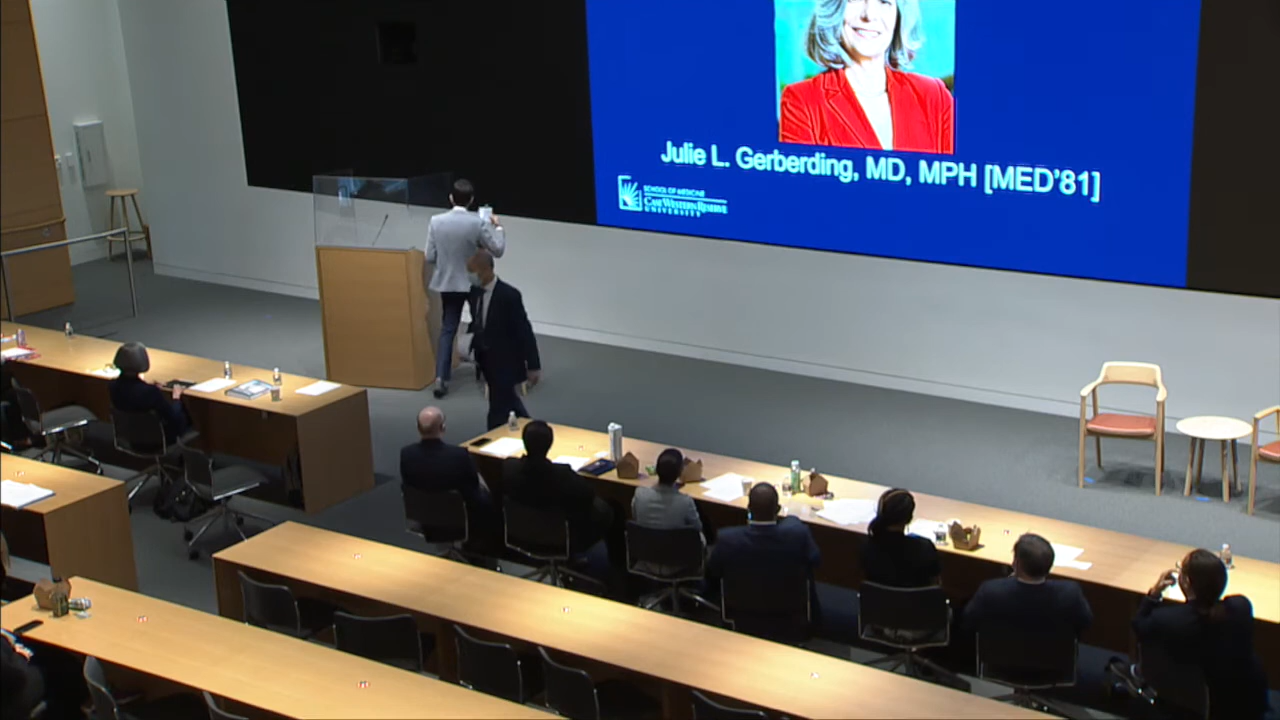 Julie L. Gerberding, MD, MPH [MED'81]
SCHOOL OF MEDICINE
CASE WESTERN RESERVE
UNIVERSITY